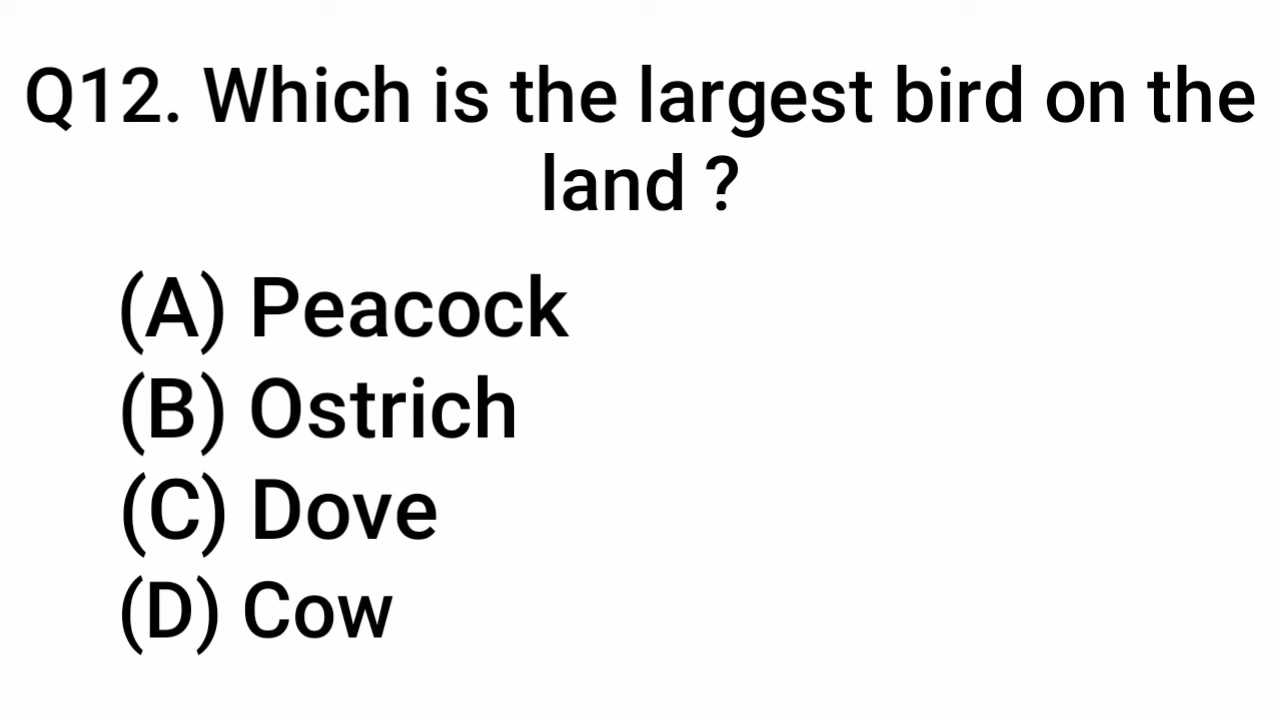 Q12. Which is the largest bird on the
land ?
(A) Peacock
(B) Ostrich
(C) Dove
(D) Cow